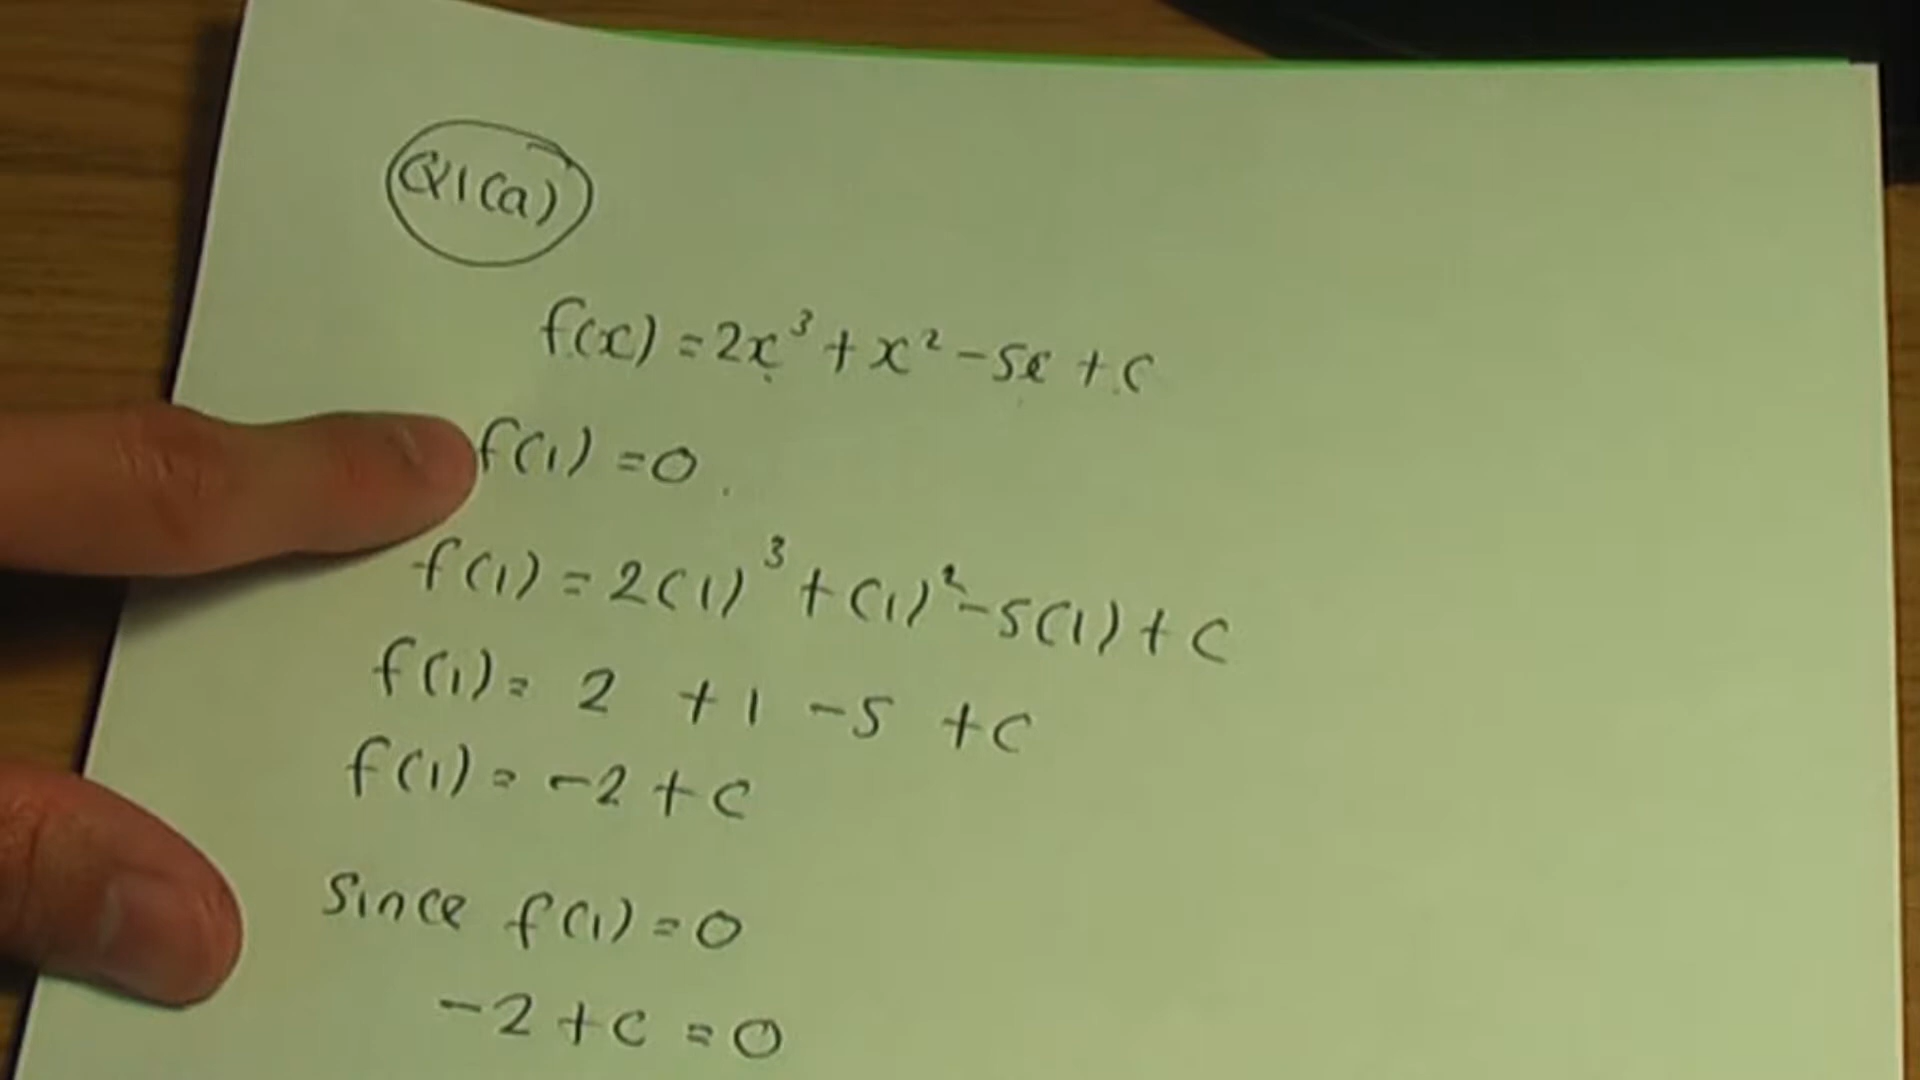 Q1(a)
f(x) = 2x³ + x² - 5x + c
f(1) = 0
f(1) = 2(1)³ + (1)² - 5(1) + c
f(1) = 2 + 1 - 5 + c
f(1) = -2 + c
Since f(1) = 0
-2 + c = 0